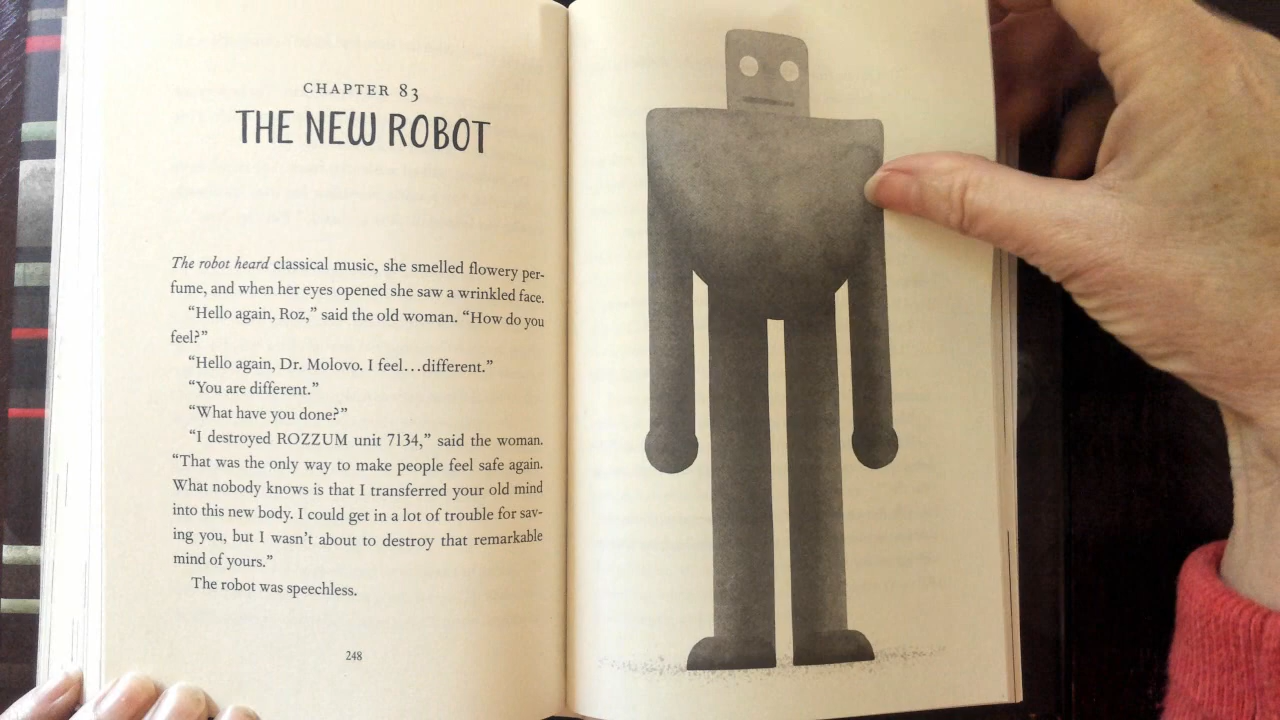 CHAPTER 83
THE NEW ROBOT
The robot heard classical music, she smelled flowery per-
fume, and when her eyes opened she saw a wrinkled face.
“Hello again, Roz,” said the old woman. “How do you
feel?”
“Hello again, Dr. Molovo. I feel…different.”
“You are different.”
“What have you done?”
“I destroyed ROZZUM unit 7134,” said the woman.
“That was the only way to make people feel safe again.
What nobody knows is that I transferred your old mind
into this new body. I could get in a lot of trouble for sav-
ing you, but I wasn’t about to destroy that remarkable
mind of yours.”
The robot was speechless.
248